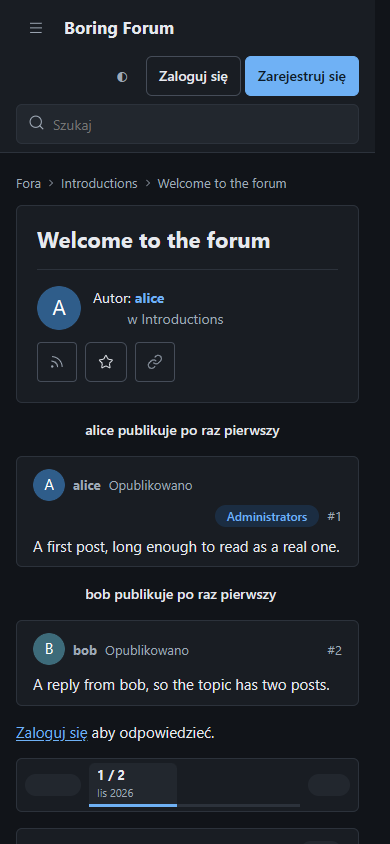 Boring Forum
Zaloguj się
Zarejestruj się
Szukaj
Fora
Introductions
Welcome to the forum
Welcome to the forum
A
Autor: alice
w Introductions
alice publikuje po raz pierwszy
A
alice Opublikowano
Administrators #1
A first post, long enough to read as a real one.
bob publikuje po raz pierwszy
B
bob Opublikowano #2
A reply from bob, so the topic has two posts.
Zaloguj się aby odpowiedzieć.
1 / 2
lis 2026